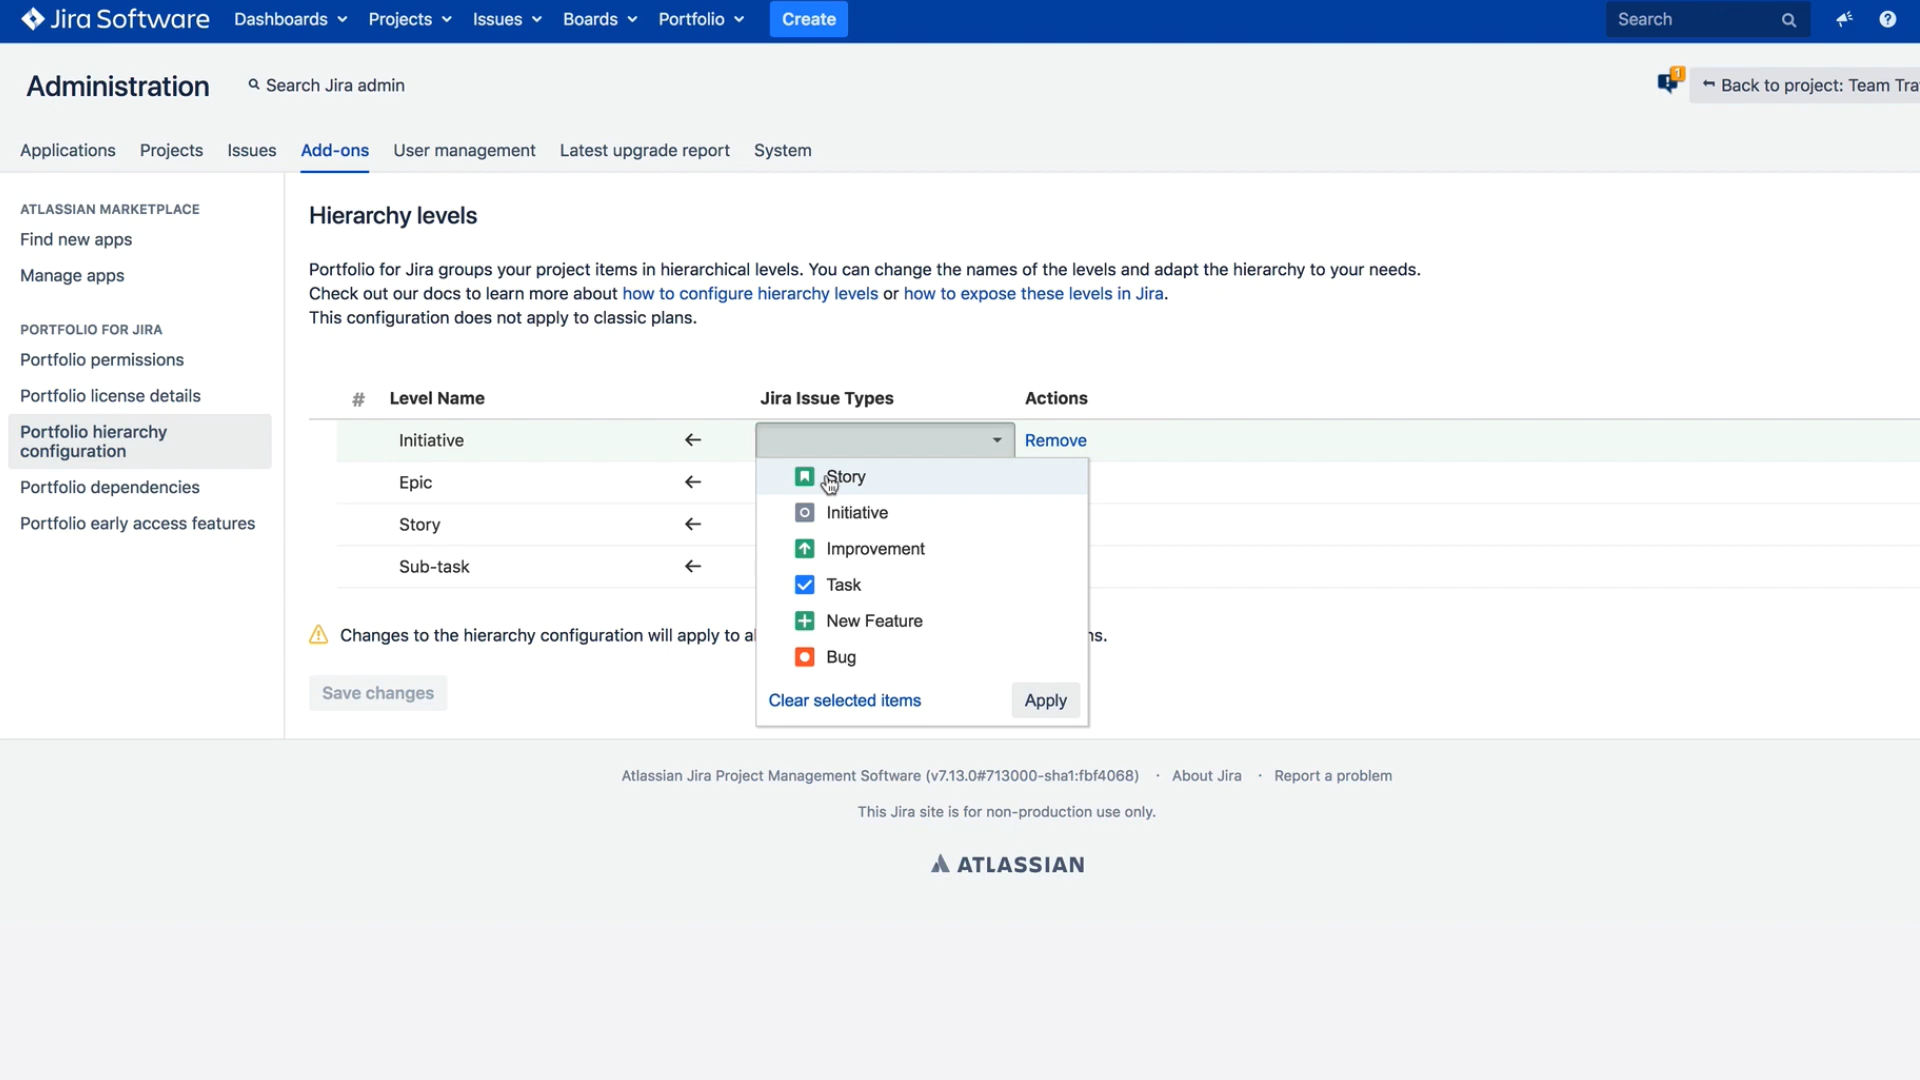 Jira Software Dashboards Projects Issues Boards Portfolio Create Search
Administration Search Jira admin 1 Back to project: Team Tra
Applications Projects Issues Add-ons User management Latest upgrade report System
ATLASSIAN MARKETPLACE
Find new apps
Manage apps
PORTFOLIO FOR JIRA
Portfolio permissions
Portfolio license details
Portfolio hierarchy
configuration
Portfolio dependencies
Portfolio early access features
Hierarchy levels
Portfolio for Jira groups your project items in hierarchical levels. You can change the names of the levels and adapt the hierarchy to your needs.
Check out our docs to learn more about how to configure hierarchy levels or how to expose these levels in Jira.
This configuration does not apply to classic plans.
# Level Name Jira Issue Types Actions
Initiative Remove
Epic
Story
Sub-task
Story
Initiative
Improvement
Task
New Feature
Bug
Clear selected items Apply
Changes to the hierarchy configuration will apply to a ns.
Save changes
Atlassian Jira Project Management Software (v7.13.0#713000-sha1:fbf4068) · About Jira · Report a problem
This Jira site is for non-production use only.
ATLASSIAN